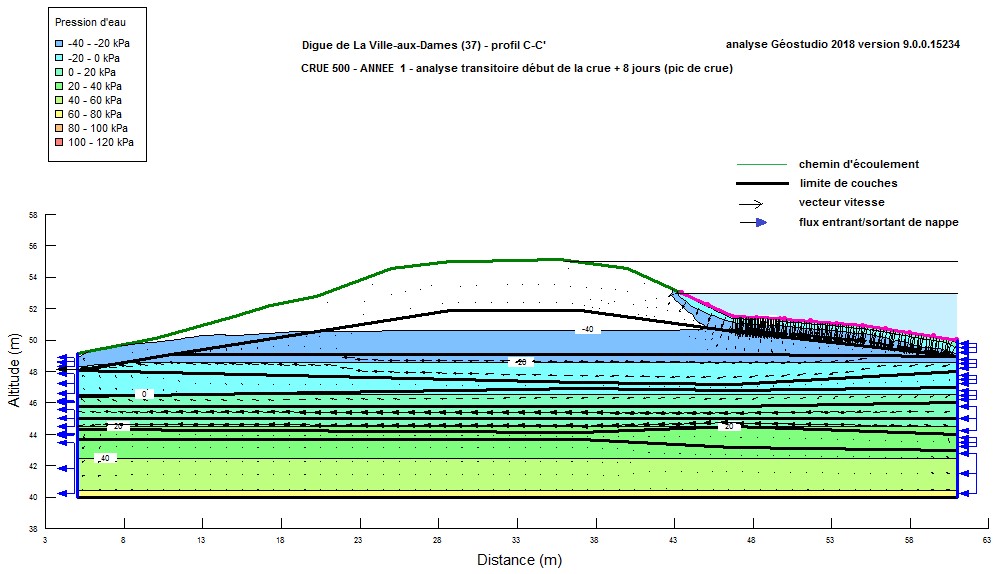 Pression d'eau
-40 - -20 kPa
-20 - 0 kPa
0 - 20 kPa
20 - 40 kPa
40 - 60 kPa
60 - 80 kPa
80 - 100 kPa
100 - 120 kPa
Digue de La Ville-aux-Dames (37) - profil C-C'
analyse Géostudio 2018 version 9.0.0.15234
CRUE 500 - ANNEE 1 - analyse transitoire début de la crue + 8 jours (pic de crue)
chemin d'écoulement
limite de couches
vecteur vitesse
flux entrant/sortant de nappe
58
56
54
52
50
48
46
44
42
40
38
Altitude (m)
-40
-20
0
20
20
40
3
8
13
18
23
28
33
38
43
48
53
58
63
Distance (m)